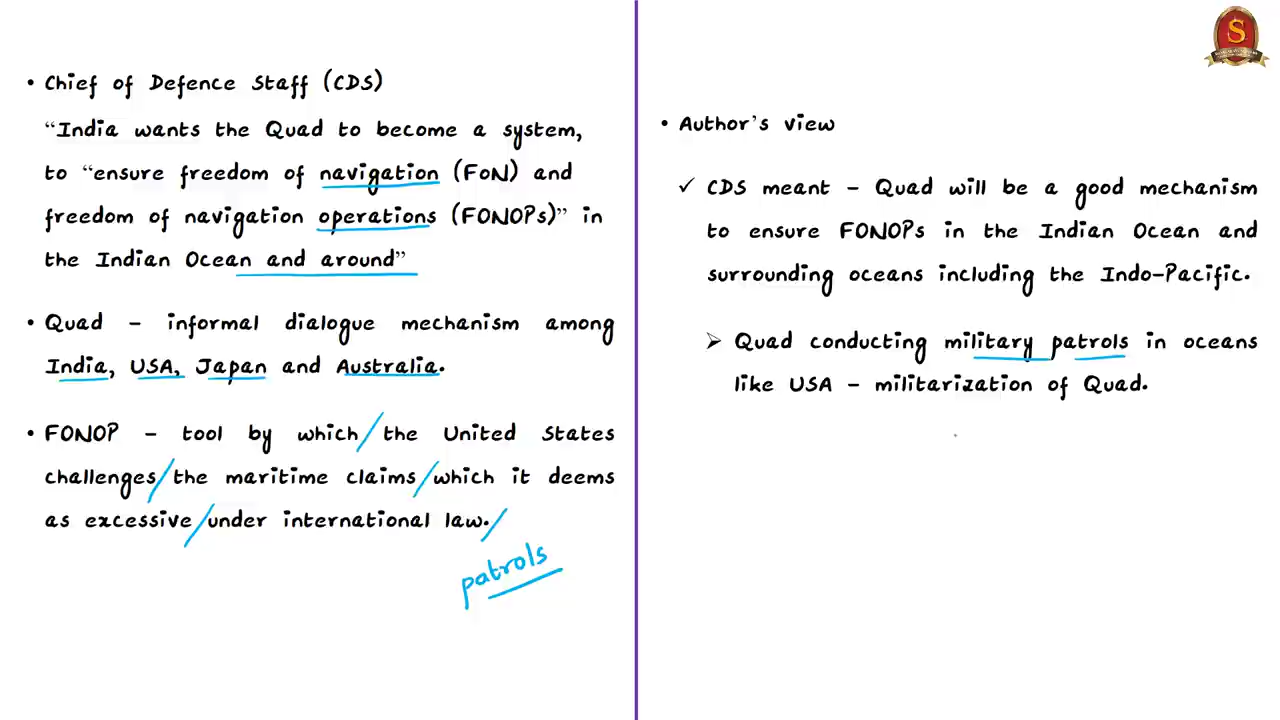 • Chief of Defence Staff (CDS)
“India wants the Quad to become a system,
to “ensure freedom of navigation (FoN) and
freedom of navigation operations (FONOPs)” in
the Indian Ocean and around”
• Quad – informal dialogue mechanism among
India, USA, Japan and Australia.
• FONOP – tool by which the United States
challenges the maritime claims which it deems
as excessive under international law.
patrols
• Author's view
✓ CDS meant – Quad will be a good mechanism
to ensure FONOPs in the Indian Ocean and
surrounding oceans including the Indo-Pacific.
➢ Quad conducting military patrols in oceans
like USA – militarization of Quad.
S